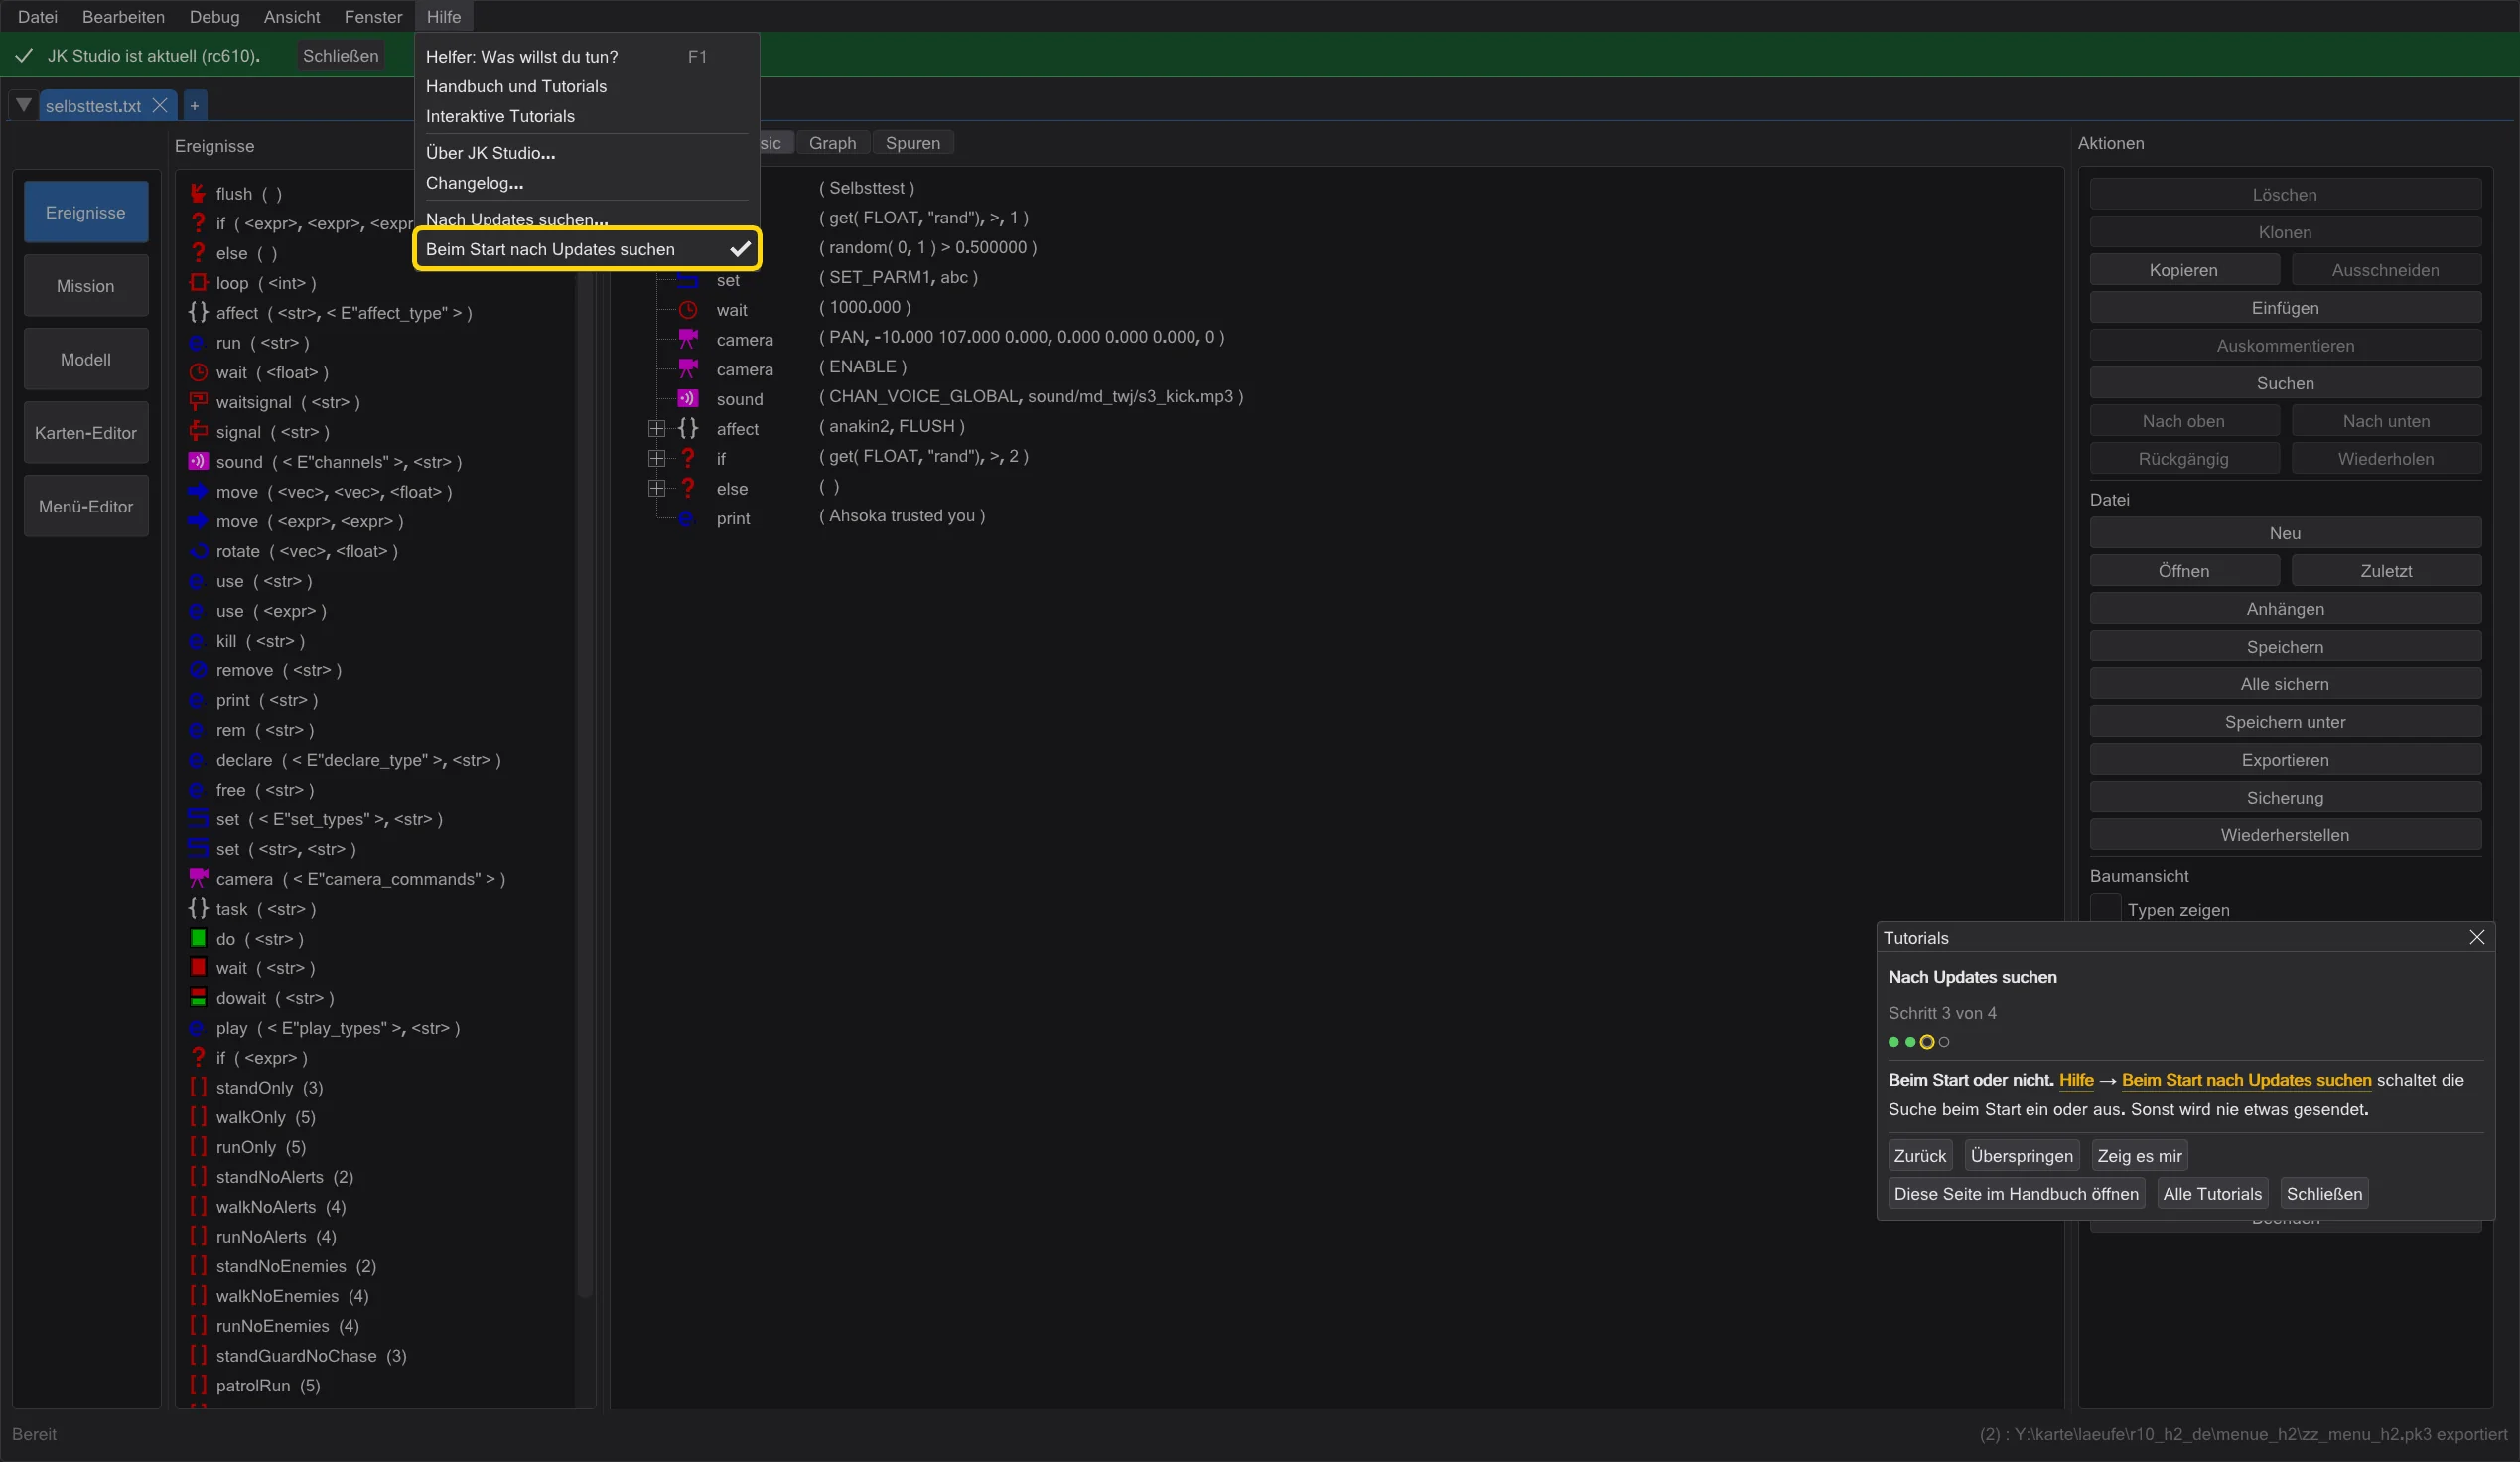 Datei Bearbeiten Debug Ansicht Fenster Hilfe
JK Studio ist aktuell (rc610). Schließen
Helfer: Was willst du tun? F1
Handbuch und Tutorials
Interaktive Tutorials
Über JK Studio...
Changelog...
Nach Updates suchen...
Beim Start nach Updates suchen
selbsttest.txt +
Ereignisse
Mission
Modell
Karten-Editor
Menü-Editor
Ereignisse
flush ( )
if ( <expr>, <expr>, <expr
else ( )
loop ( <int> )
affect ( <str>, < E"affect_type" > )
run ( <str> )
wait ( <float> )
waitsignal ( <str> )
signal ( <str> )
sound ( < E"channels" >, <str> )
move ( <vec>, <vec>, <float> )
move ( <expr>, <expr> )
rotate ( <vec>, <float> )
use ( <str> )
use ( <expr> )
kill ( <str> )
remove ( <str> )
print ( <str> )
rem ( <str> )
declare ( < E"declare_type" >, <str> )
free ( <str> )
set ( < E"set_types" >, <str> )
set ( <str>, <str> )
camera ( < E"camera_commands" > )
task ( <str> )
do ( <str> )
wait ( <str> )
dowait ( <str> )
play ( < E"play_types" >, <str> )
if ( <expr> )
standOnly (3)
walkOnly (5)
runOnly (5)
standNoAlerts (2)
walkNoAlerts (4)
runNoAlerts (4)
standNoEnemies (2)
walkNoEnemies (4)
runNoEnemies (4)
standGuardNoChase (3)
patrolRun (5)
sic Graph Spuren
( Selbsttest )
( get( FLOAT, "rand"), >, 1 )
( random( 0, 1 ) > 0.500000 )
set ( SET_PARM1, abc )
wait ( 1000.000 )
camera ( PAN, -10.000 107.000 0.000, 0.000 0.000 0.000, 0 )
camera ( ENABLE )
sound ( CHAN_VOICE_GLOBAL, sound/md_twj/s3_kick.mp3 )
affect ( anakin2, FLUSH )
if ( get( FLOAT, "rand"), >, 2 )
else ( )
print ( Ahsoka trusted you )
Aktionen
Löschen
Klonen
Kopieren Ausschneiden
Einfügen
Auskommentieren
Suchen
Nach oben Nach unten
Rückgängig Wiederholen
Datei
Neu
Öffnen Zuletzt
Anhängen
Speichern
Alle sichern
Speichern unter
Exportieren
Sicherung
Wiederherstellen
Baumansicht
Typen zeigen
Tutorials
Nach Updates suchen
Schritt 3 von 4
Beim Start oder nicht. Hilfe → Beim Start nach Updates suchen schaltet die
Suche beim Start ein oder aus. Sonst wird nie etwas gesendet.
Zurück Überspringen Zeig es mir
Diese Seite im Handbuch öffnen Alle Tutorials Schließen
Beenden
Bereit
(2) : Y:\karte\laeufe\r10_h2_de\menue_h2\zz_menu_h2.pk3 exportiert